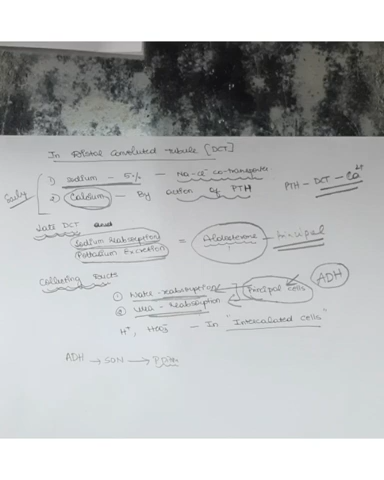 In Distal Convoluted tubule [DCT]
Early 1) Sodium - 5% - Na-Cl co-transporter
2) Calcium - By action of PTH PTH - DCT - Ca
Late DCT and
Sodium Reabsorption = Aldosterone - Principal
Potassium Excretion
Collecting Ducts ADH
① Water - reabsorption Principal cells
② Urea - Reabsorption
H⁺, HCO₃ - In "Intercalated cells"
ADH → SON →